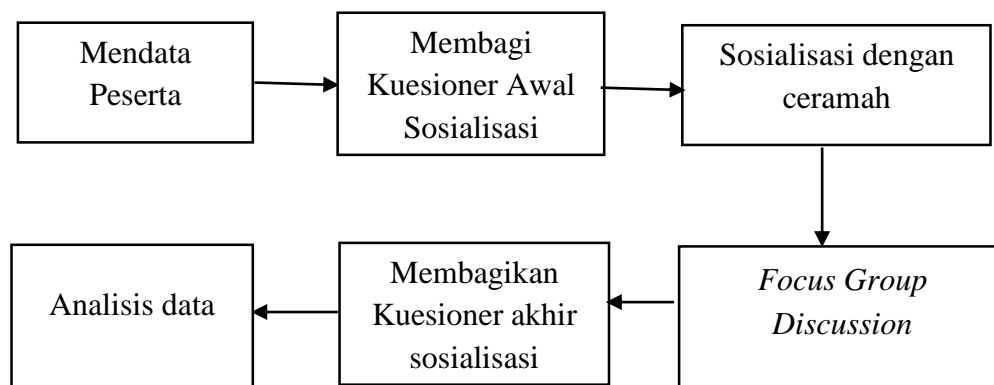 Mendata
Peserta
Membagi
Kuesioner Awal
Sosialisasi
Sosialisasi dengan
ceramah
Focus Group
Discussion
Membagikan
Kuesioner akhir
sosialisasi
Analisis data